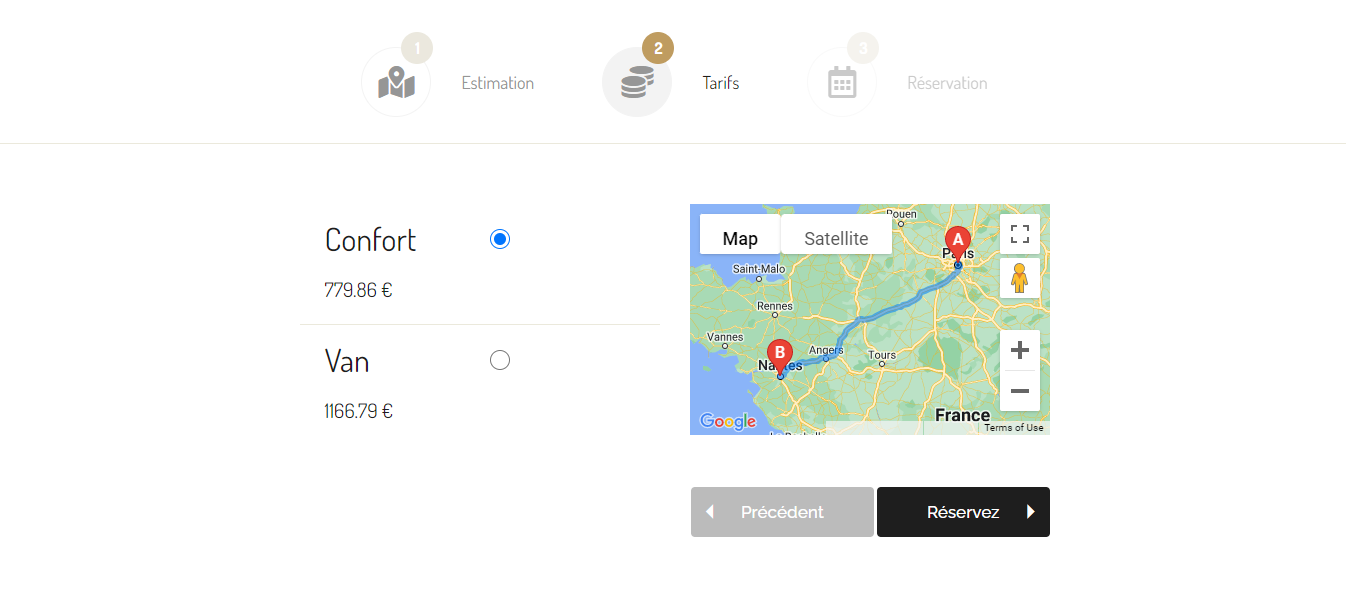 1
Estimation
2
Tarifs
3
Réservation
Confort
779.86 €
Van
1166.79 €
Map
Satellite
Rouen
A
Paris
Saint-Malo
Rennes
Vannes
Angers
Tours
B
Nantes
France
Google
Terms of Use
Précédent
Réservez